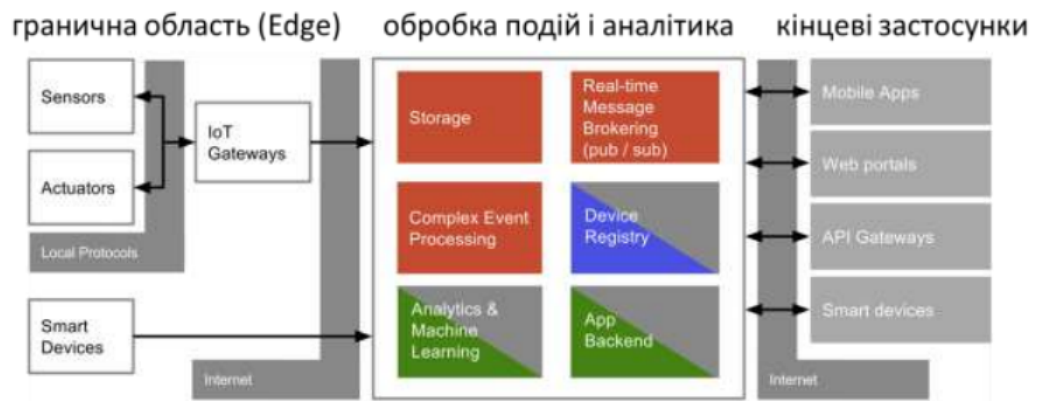 гранична область (Edge)
обробка подій і аналітика
кінцеві застосунки
Sensors
Actuators
Local Protocols
IoT
Gateways
Smart
Devices
Internet
Storage
Real-time
Message
Brokering
(pub / sub)
Complex Event
Processing
Device
Registry
Analytics &
Machine
Learning
App
Backend
Mobile Apps
Web portals
API Gateways
Smart devices
Internet